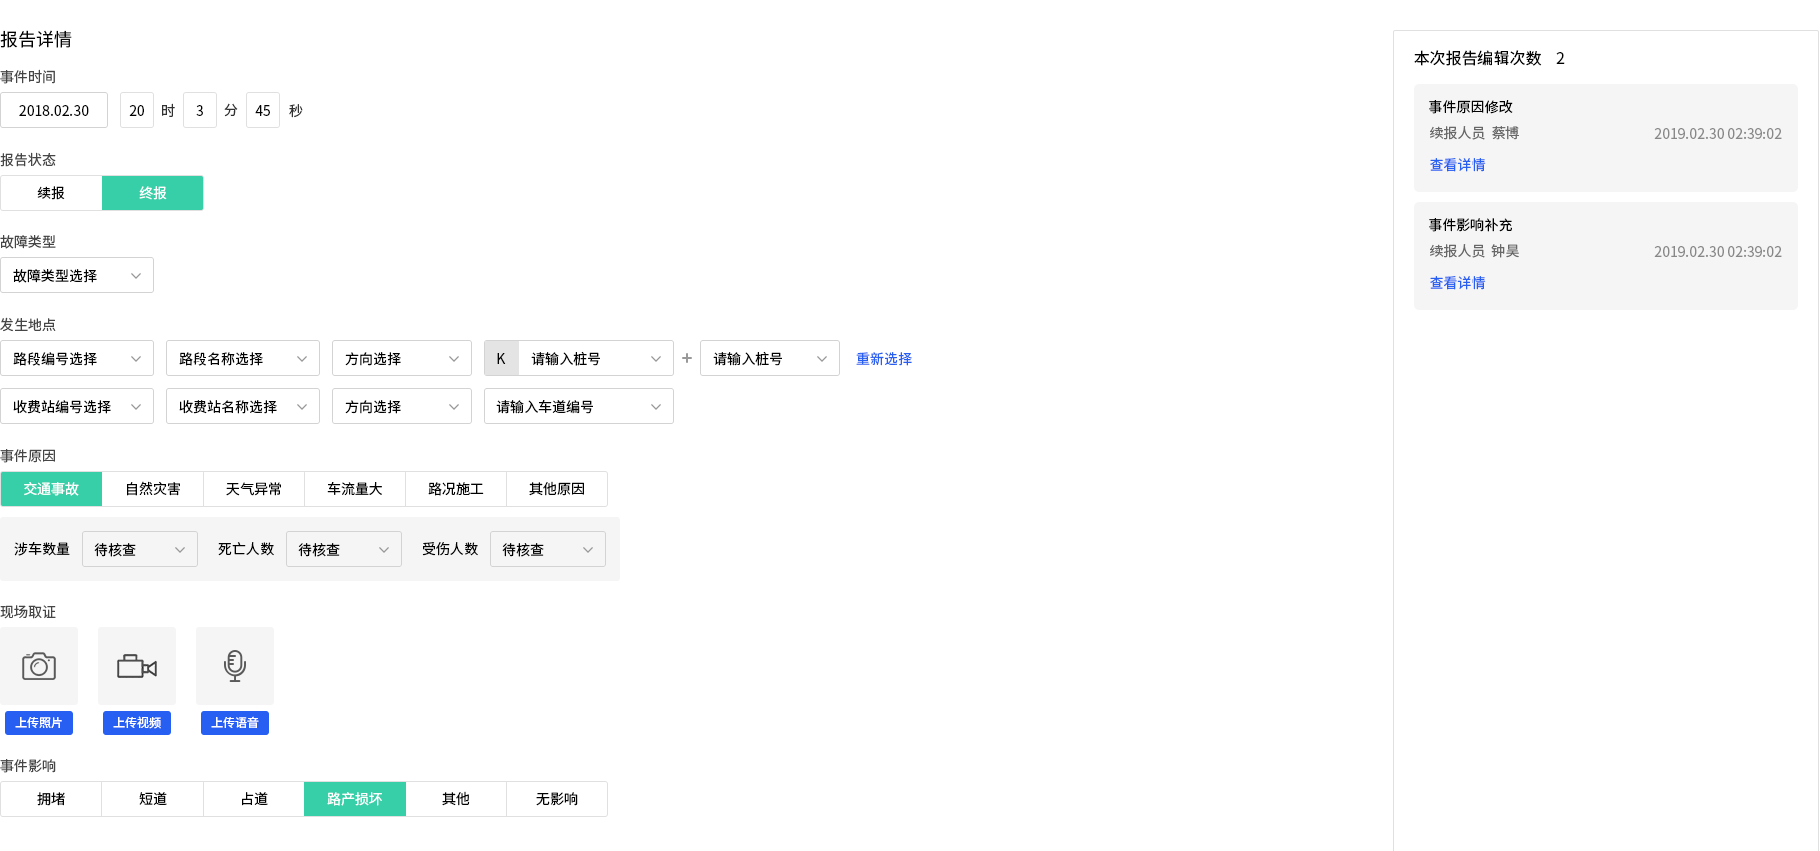 报告详情
事件时间
2018.02.30 20 时 3 分 45 秒
报告状态
续报 终报
故障类型
故障类型选择
发生地点
路段编号选择 路段名称选择 方向选择 K 请输入桩号 + 请输入桩号 重新选择
收费站编号选择 收费站名称选择 方向选择 请输入车道编号
事件原因
交通事故 自然灾害 天气异常 车流量大 路况施工 其他原因
涉车数量 待核查 死亡人数 待核查 受伤人数 待核查
现场取证
上传照片 上传视频 上传语音
事件影响
拥堵 短道 占道 路产损坏 其他 无影响
本次报告编辑次数 2
事件原因修改
续报人员 蔡博 2019.02.30 02:39:02
查看详情
事件影响补充
续报人员 钟昊 2019.02.30 02:39:02
查看详情